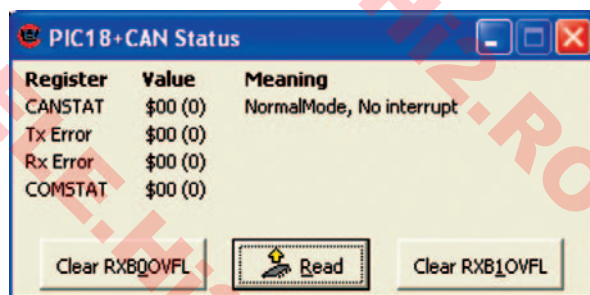 PIC18+CAN Status
Register Value Meaning
CANSTAT $00 (0) NormalMode, No interrupt
Tx Error $00 (0)
Rx Error $00 (0)
COMSTAT $00 (0)
Clear RXB0OVFL Read Clear RXB1OVFL